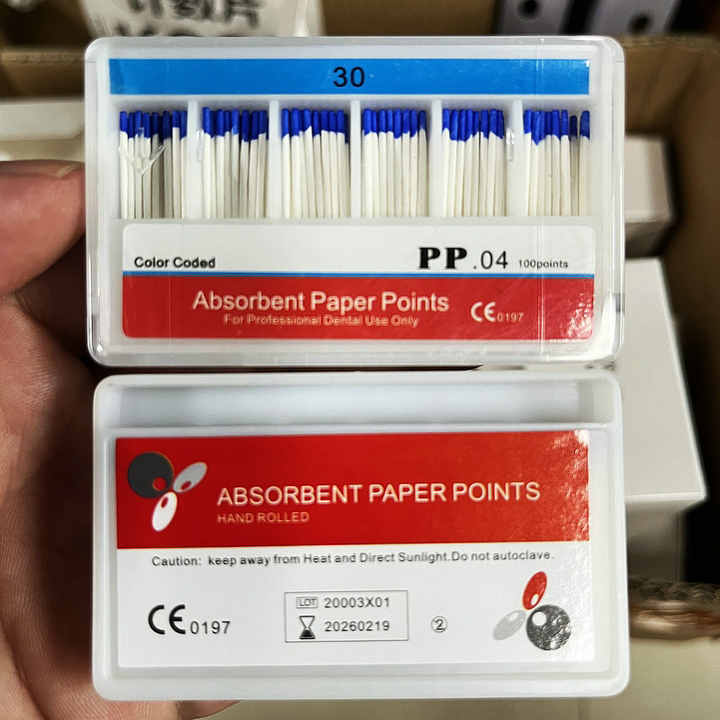 30
Color Coded
PP.04 100points
Absorbent Paper Points
For Professional Dental Use Only
CE0197
ABSORBENT PAPER POINTS
HAND ROLLED
Caution: keep away from Heat and Direct Sunlight.Do not autoclave.
CE0197
LOT 20003X01
20260219
②